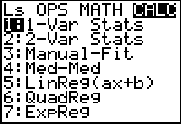 Ls OPS MATH CALC
1:1-Var Stats
2:2-Var Stats
3:Manual-Fit
4:Med-Med
5:LinReg(ax+b)
6:QuadReg
7:ExpReg